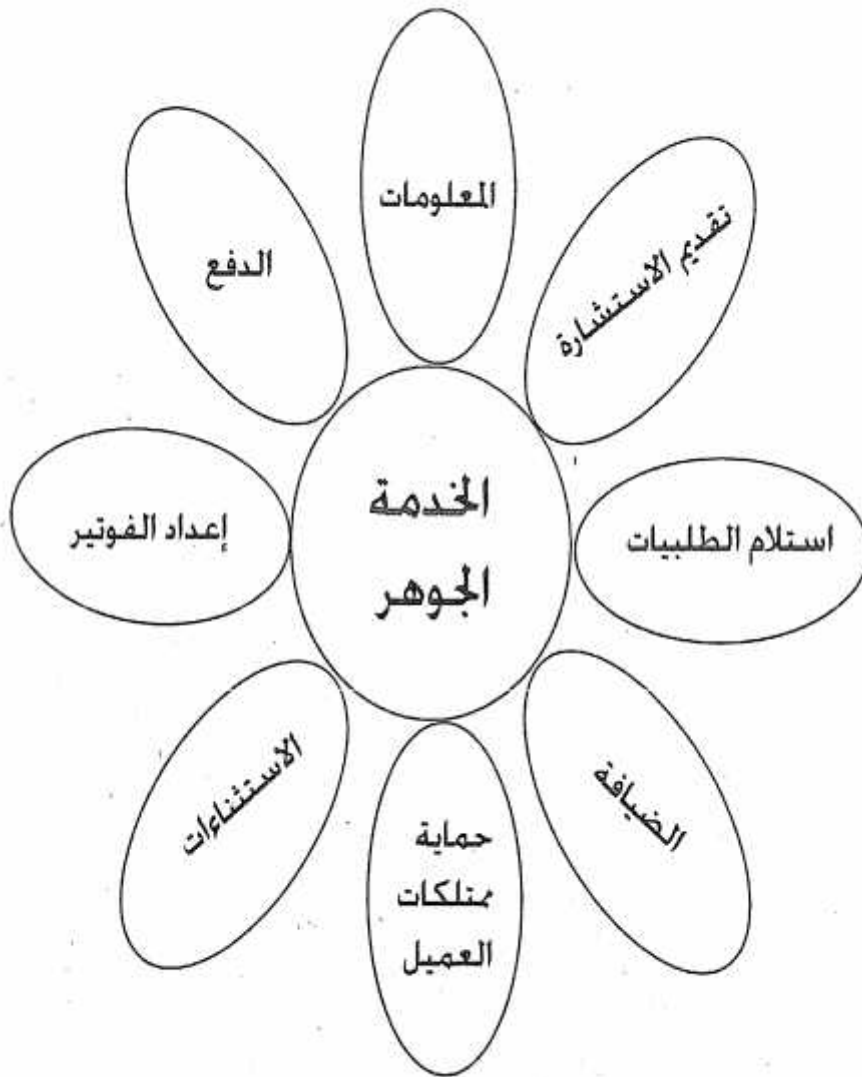 المعلومات
تقديم الاستشارة
استلام الطلبيات
الضيافة
حماية
ممتلكات
العميل
الاستثناءات
إعداد الفوتير
الدفع
الخدمة
الجوهر